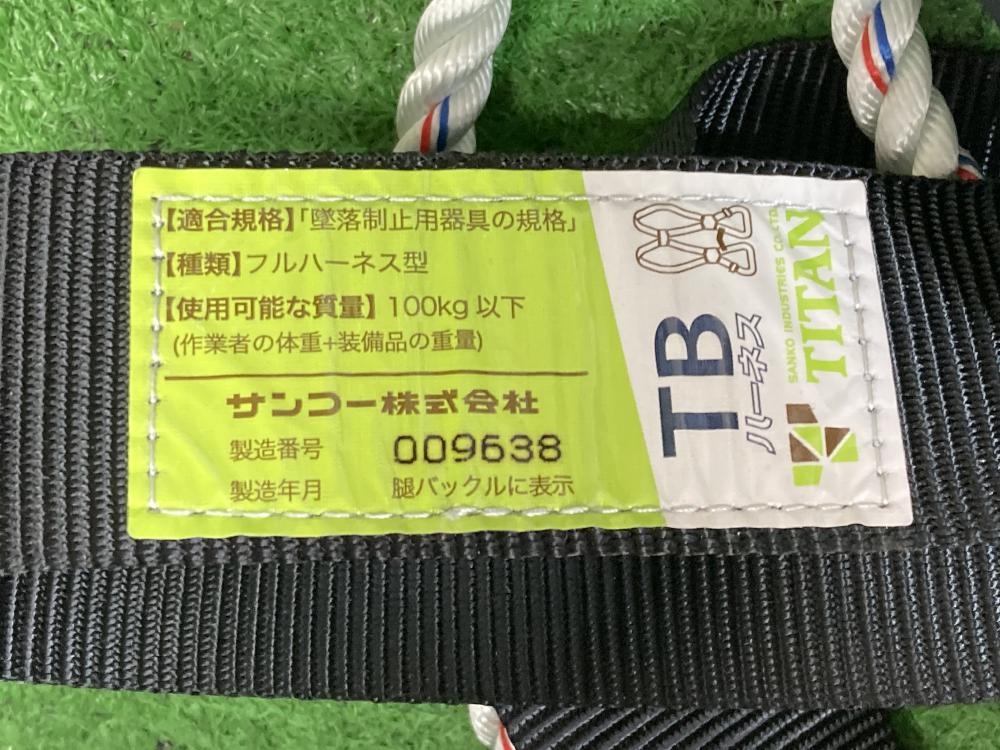 【適合規格】「墜落制止用器具の規格」
【種類】フルハーネス型
【使用可能な質量】100kg 以下
(作業者の体重+装備品の重量)
サンコー株式会社
製造番号 009638
製造年月 腿バックルに表示
TB
ハーネス
SANKO INDUSTRIES CO.,LTD.
TITAN